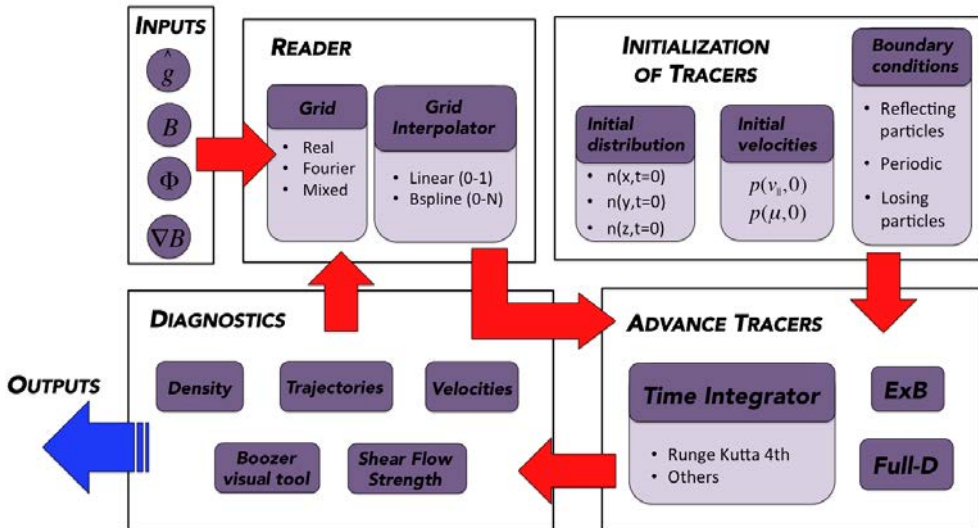 INPUTS
ĝ
B
Φ
∇B
READER
Grid
• Real
• Fourier
• Mixed
Grid
Interpolator
• Linear (0-1)
• Bspline (0-N)
INITIALIZATION
OF TRACERS
Initial
distribution
• n(x,t=0)
• n(y,t=0)
• n(z,t=0)
Initial
velocities
p(v∥,0)
p(μ,0)
Boundary
conditions
• Reflecting
particles
• Periodic
• Losing
particles
DIAGNOSTICS
Density
Trajectories
Velocities
Boozer
visual tool
Shear Flow
Strength
OUTPUTS
ADVANCE TRACERS
Time Integrator
• Runge Kutta 4th
• Others
ExB
Full-D